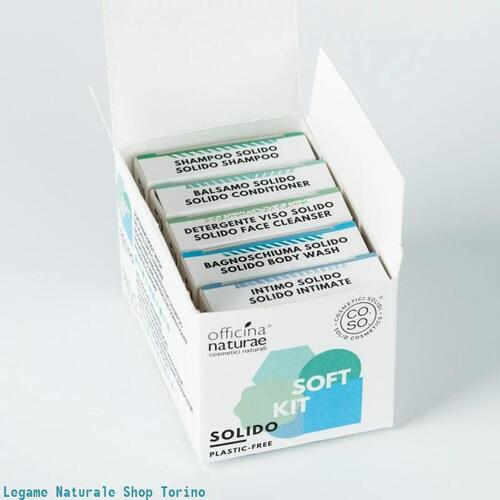 SHAMPOO SOLIDO
SOLIDO SHAMPOO
BALSAMO SOLIDO
SOLIDO CONDITIONER
DETERGENTE VISO SOLIDO
SOLIDO FACE CLEANSER
BAGNOSCHIUMA SOLIDO
SOLIDO BODY WASH
INTIMO SOLIDO
SOLIDO INTIMATE
officina®
naturae
cosmetici naturali
COSMETICI SOLIDI
CO.
SO.
SOLID COSMETICS
SOFT
KIT
SOLIDO
PLASTIC-FREE
Legame Naturale Shop Torino